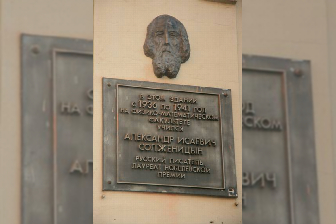 В ЭТОМ ЗДАНИИ
С 1936 ПО 1941 ГОД
НА ФИЗИКО-МАТЕМАТИЧЕСКОМ
ФАКУЛЬТЕТЕ
УЧИЛСЯ
АЛЕКСАНДР ИСАЕВИЧ
СОЛЖЕНИЦЫН
РУССКИЙ ПИСАТЕЛЬ,
ЛАУРЕАТ НОБЕЛЕВСКОЙ
ПРЕМИИ